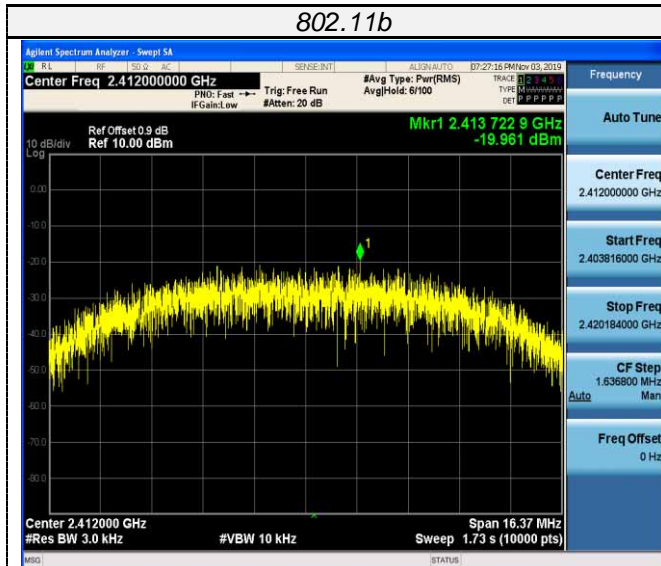 802.11b
Agilent Spectrum Analyzer - Swept SA
RL RF 50 Ω AC SENSE:INT ALIGNAUTO 07:27:16 PM Nov 03, 2019
Center Freq 2.412000000 GHz
PNO: Fast
IFGain:Low
Trig: Free Run
#Atten: 20 dB
#Avg Type: Pwr(RMS)
Avg|Hold: 6/100
TRACE 1 2 3 4 5 6
TYPE M
DET P P P P P P
Ref Offset 0.9 dB
10 dB/div Ref 10.00 dBm
Log
Mkr1 2.413 722 9 GHz
-19.961 dBm
0.00
-10.0
-20.0
-30.0
-40.0
-60.0
-70.0
-80.0
1
Center 2.412000 GHz
Span 16.37 MHz
#Res BW 3.0 kHz
#VBW 10 kHz
Sweep 1.73 s (10000 pts)
MSG
STATUS
Frequency
Auto Tune
Center Freq
2.412000000 GHz
Start Freq
2.403816000 GHz
Stop Freq
2.420184000 GHz
CF Step
1.636800 MHz
Auto Man
Freq Offset
0 Hz